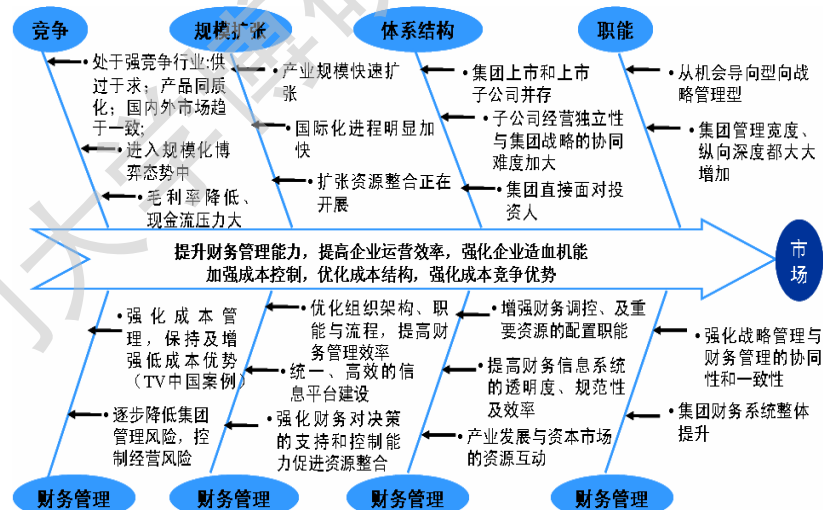 竞争
规模扩张
体系结构
职能
• 处于强竞争行业:供
过于求；产品同质
化；国内外市场趋
于一致;
• 进入规模化博
弈态势中
• 毛利率降低、
现金流压力大
• 产业规模快速扩
张
• 国际化进程明显加
快
• 扩张资源整合正在
开展
• 集团上市和上市
子公司并存
• 子公司经营独立性
与集团战略的协同
难度加大
• 集团直接面对投
资人
• 从机会导向型向战
略管理型
• 集团管理宽度、
纵向深度都大大
增加
提升财务管理能力，提高企业运营效率，强化企业造血机能
加强成本控制，优化成本结构，强化成本竞争优势
市
场
• 强化成本管
理，保持及增
强低成本优势
（TV中国案例）
• 逐步降低集团
管理风险，控
制经营风险
• 优化组织架构、职
能与流程，提高财
务管理效率
• 统一、高效的信
息平台建设
• 强化财务对决策
的支持和控制能
力促进资源整合
• 增强财务调控、及重
要资源的配置职能
• 提高财务信息系统
的透明度、规范性
及效率
• 产业发展与资本市场
的资源互动
• 强化战略管理与
财务管理的协同
性和一致性
• 集团财务系统整体
提升
财务管理
财务管理
财务管理
财务管理